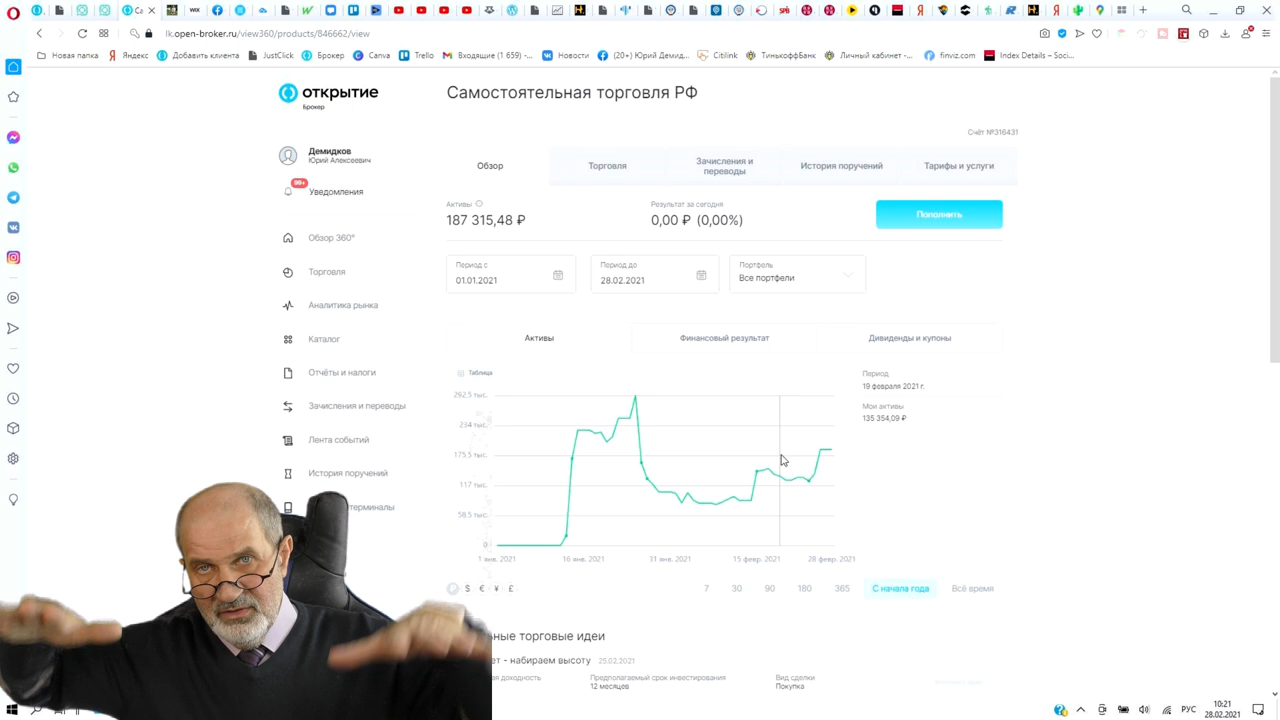 Са
WIX
SPB
lk.open-broker.ru/view360/products/846662/view
Новая папка
Яндекс
Добавить клиента
JustClick
Брокер
Canva
Trello
Входящие (1 659) -...
Новости
(20+) Юрий Демид...
Citilink
ТинькоффБанк
Личный кабинет -...
finviz.com
Index Details – Soci...
открытие
Брокер
Самостоятельная торговля РФ
Счёт №316431
Демидков
Юрий Алексеевич
99+
Уведомления
Обзор 360°
Торговля
Аналитика рынка
Каталог
Отчёты и налоги
Зачисления и переводы
Лента событий
История поручений
терминалы
Обзор
Торговля
Зачисления и
переводы
История поручений
Тарифы и услуги
Активы
187 315,48 ₽
Результат за сегодня
0,00 ₽ (0,00%)
Пополнить
Период с
01.01.2021
Период до
28.02.2021
Портфель
Все портфели
Активы
Финансовый результат
Дивиденды и купоны
Таблица
292.5 тыс.
234 тыс.
175.5 тыс.
117 тыс.
58.5 тыс.
0
1 янв. 2021
16 янв. 2021
31 янв. 2021
15 февр. 2021
28 февр. 2021
Период
19 февраля 2021 г.
Мои активы
135 354,09 ₽
₽ $ € ¥ £
7
30
90
180
365
С начала года
Всё время
ьные торговые идеи
ет - набираем высоту 25.02.2021
ая доходность
Предполагаемый срок инвестирования
12 месяцев
Вид сделки
Покупка
РУС
10:21
28.02.2021